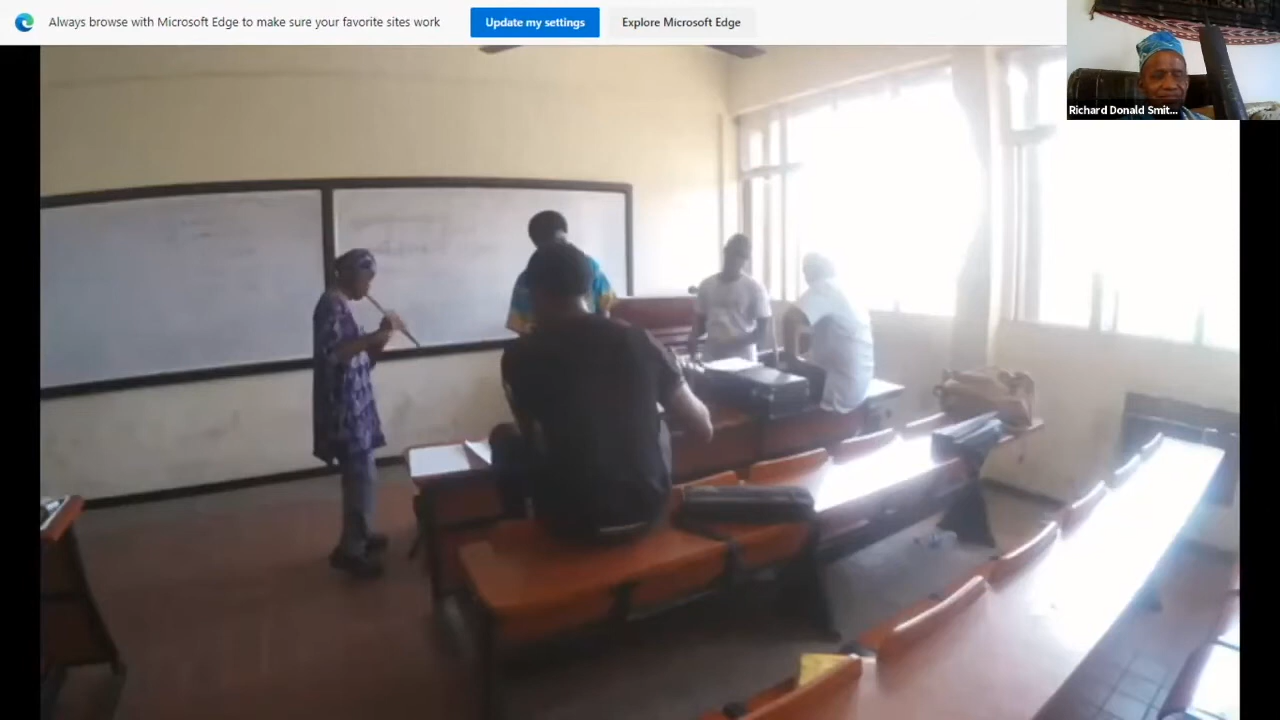 Always browse with Microsoft Edge to make sure your favorite sites work
Update my settings
Explore Microsoft Edge
Richard Donald Smit...